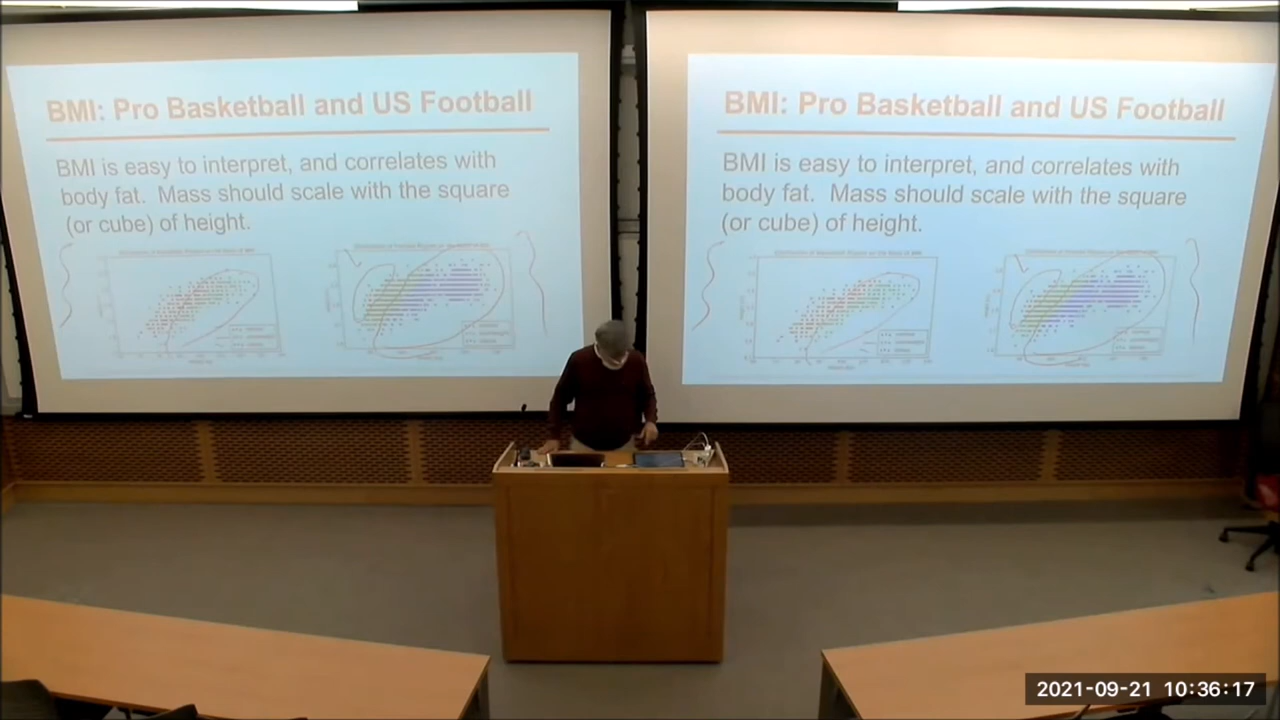 BMI: Pro Basketball and US Football
BMI is easy to interpret, and correlates with
body fat. Mass should scale with the square
(or cube) of height.
BMI: Pro Basketball and US Football
BMI is easy to interpret, and correlates with
body fat. Mass should scale with the square
(or cube) of height.
2021-09-21 10:36:17